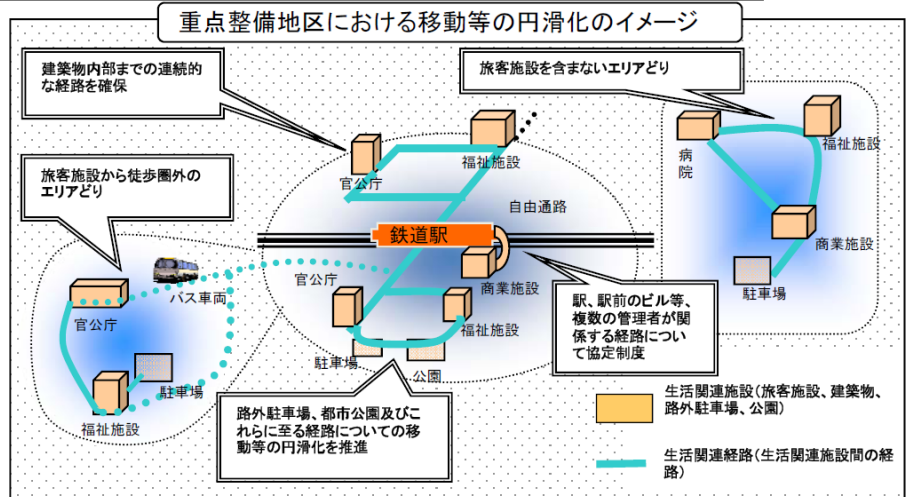 重点整備地区における移動等の円滑化のイメージ
建築物内部までの連続的
な経路を確保
旅客施設を含まないエリアどり
旅客施設から徒歩圏外の
エリアどり
官公庁
福祉施設
自由通路
鉄道駅
病
院
福祉施設
商業施設
駐車場
バス車両
官公庁
駐車場
福祉施設
官公庁
商業施設
福祉施設
駐車場
公園
駅、駅前のビル等、
複数の管理者が関
係する経路につい
て協定制度
路外駐車場、都市公園及びこ
れらに至る経路についての移
動等の円滑化を推進
生活関連施設(旅客施設、建築物、
路外駐車場、公園)
生活関連経路(生活関連施設間の経
路)